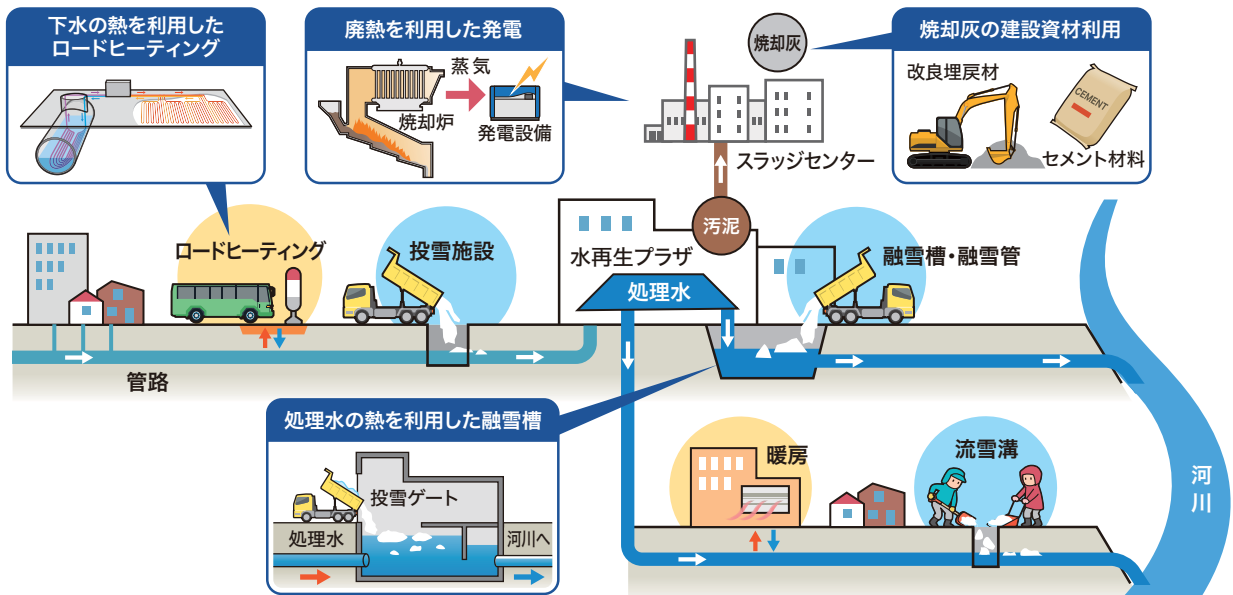 下水の熱を利用した
ロードヒーティング
廃熱を利用した発電
蒸気
焼却炉
発電設備
焼却灰
スラッジセンター
焼却灰の建設資材利用
改良埋戻材
CEMENT
セメント材料
ロードヒーティング
投雪施設
汚泥
水再生プラザ
処理水
融雪槽・融雪管
管路
処理水の熱を利用した融雪槽
投雪ゲート
処理水
河川へ
暖房
流雪溝
河川